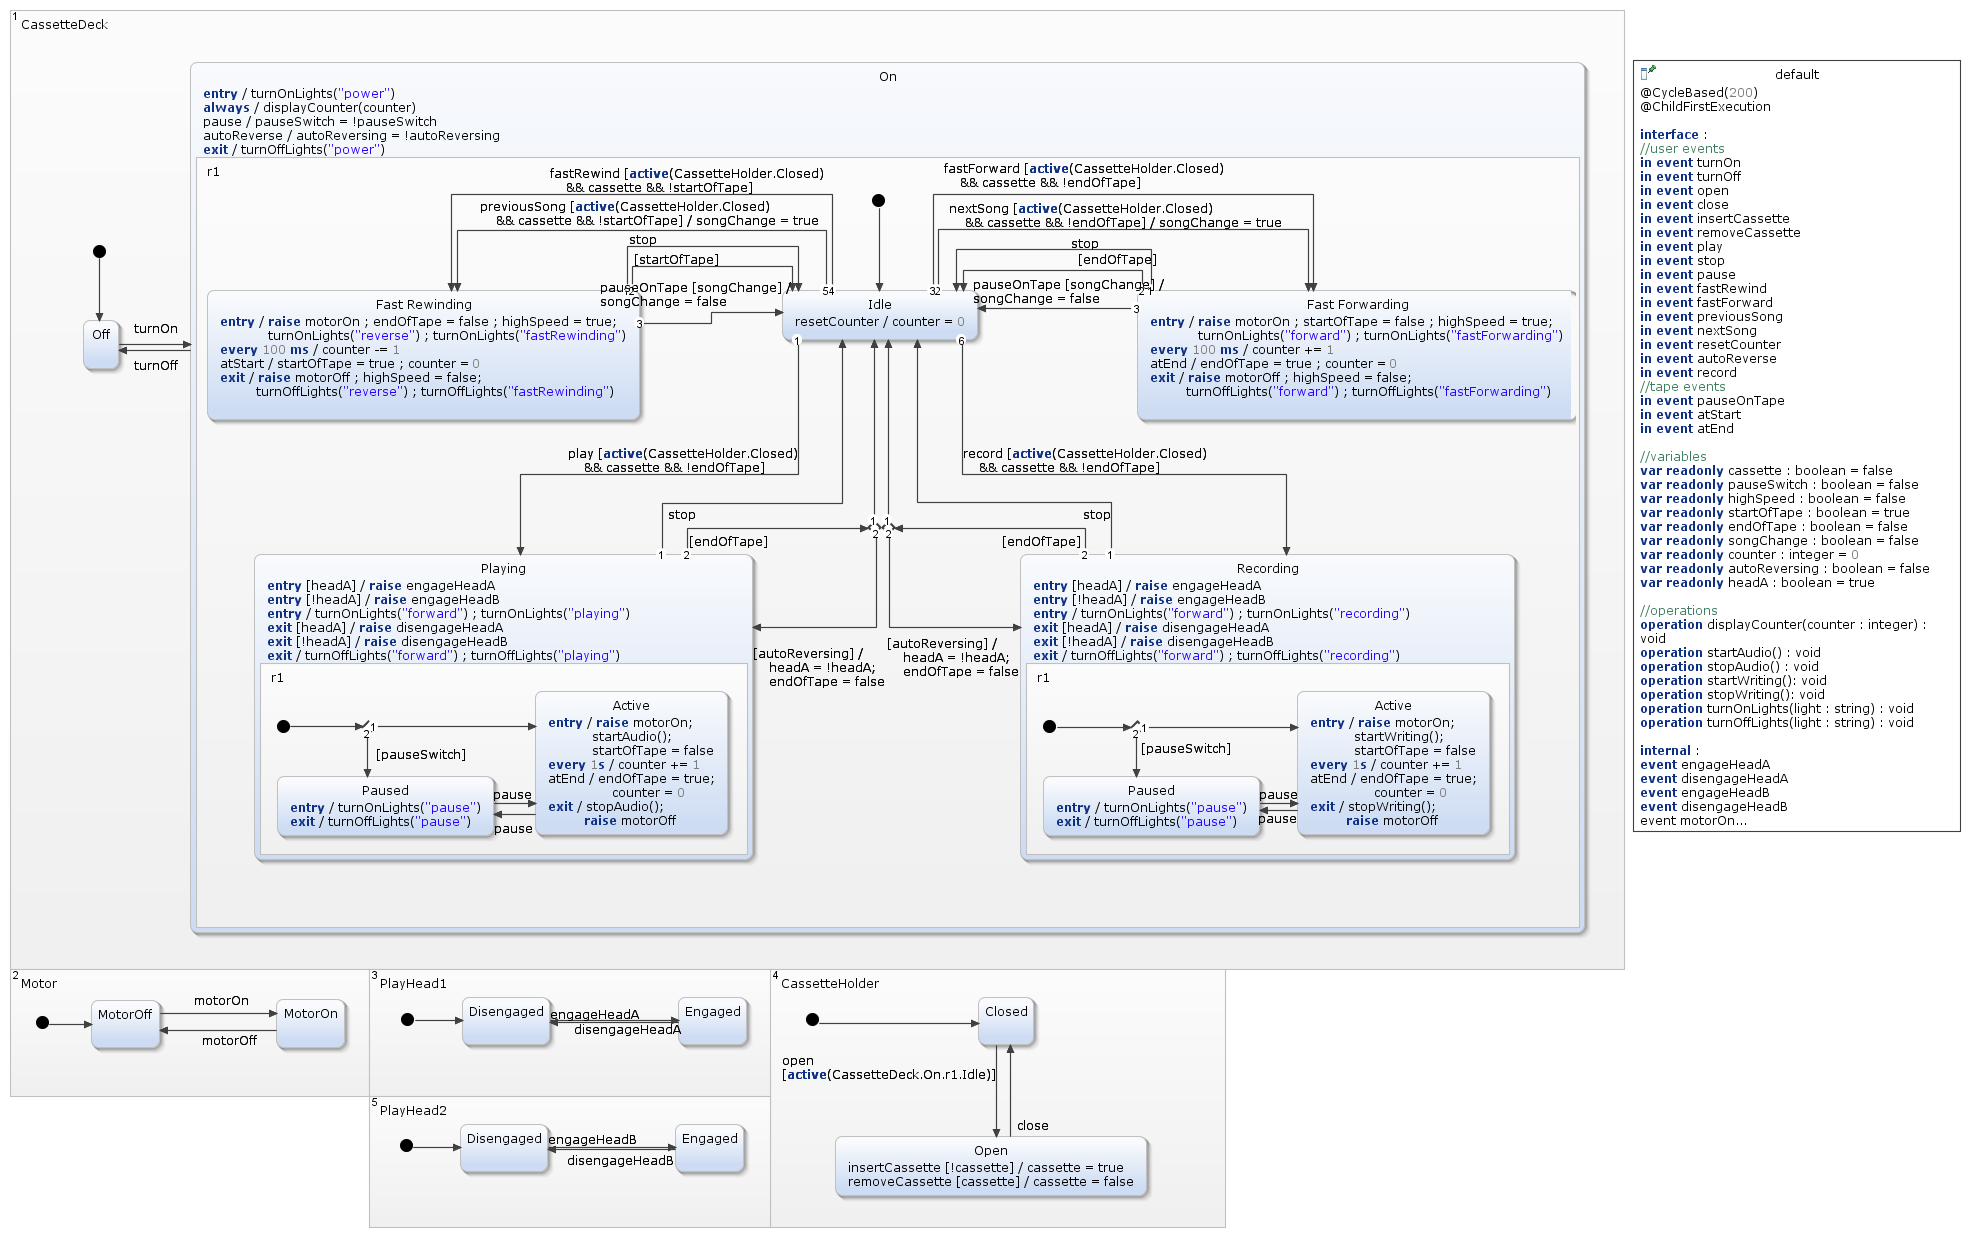 1
CassetteDeck
On
entry / turnOnLights("power")
always / displayCounter(counter)
pause / pauseSwitch = !pauseSwitch
autoReverse / autoReversing = !autoReversing
exit / turnOffLights("power")
r1
fastRewind [active(CassetteHolder.Closed)
&& cassette && !startOfTape]
previousSong [active(CassetteHolder.Closed)
&& cassette && !startOfTape] / songChange = true
stop
[startOfTape]
pauseOnTape [songChange] /
songChange = false
fastForward [active(CassetteHolder.Closed)
&& cassette && !endOfTape]
nextSong [active(CassetteHolder.Closed)
&& cassette && !endOfTape] / songChange = true
stop
[endOfTape]
pauseOnTape [songChange] /
songChange = false
Off
turnOn
turnOff
Fast Rewinding
entry / raise motorOn ; endOfTape = false ; highSpeed = true;
turnOnLights("reverse") ; turnOnLights("fastRewinding")
every 100 ms / counter -= 1
atStart / startOfTape = true ; counter = 0
exit / raise motorOff ; highSpeed = false;
turnOffLights("reverse") ; turnOffLights("fastRewinding")
3
54
32
Idle
resetCounter / counter = 0
1
6
2 1
3
Fast Forwarding
entry / raise motorOn ; startOfTape = false ; highSpeed = true;
turnOnLights("forward") ; turnOnLights("fastForwarding")
every 100 ms / counter += 1
atEnd / endOfTape = true ; counter = 0
exit / raise motorOff ; highSpeed = false;
turnOffLights("forward") ; turnOffLights("fastForwarding")
play [active(CassetteHolder.Closed)
&& cassette && !endOfTape]
record [active(CassetteHolder.Closed)
&& cassette && !endOfTape]
stop
[endOfTape]
1
2
1
2
1
2
stop
[endOfTape]
2
1
Playing
entry [headA] / raise engageHeadA
entry [!headA] / raise engageHeadB
entry / turnOnLights("forward") ; turnOnLights("playing")
exit [headA] / raise disengageHeadA
exit [!headA] / raise disengageHeadB
exit / turnOffLights("forward") ; turnOffLights("playing")
r1
1
2
[pauseSwitch]
Paused
entry / turnOnLights("pause")
exit / turnOffLights("pause")
pause
pause
Active
entry / raise motorOn;
startAudio();
startOfTape = false
every 1s / counter += 1
atEnd / endOfTape = true;
counter = 0
exit / stopAudio();
raise motorOff
[autoReversing] /
headA = !headA;
endOfTape = false
[autoReversing] /
headA = !headA;
endOfTape = false
Recording
entry [headA] / raise engageHeadA
entry [!headA] / raise engageHeadB
entry / turnOnLights("forward") ; turnOnLights("recording")
exit [headA] / raise disengageHeadA
exit [!headA] / raise disengageHeadB
exit / turnOffLights("forward") ; turnOffLights("recording")
r1
1
2
[pauseSwitch]
Paused
entry / turnOnLights("pause")
exit / turnOffLights("pause")
pause
pause
Active
entry / raise motorOn;
startWriting();
startOfTape = false
every 1s / counter += 1
atEnd / endOfTape = true;
counter = 0
exit / stopWriting();
raise motorOff
2
Motor
MotorOff
motorOn
motorOff
MotorOn
3
PlayHead1
Disengaged
engageHeadA
disengageHeadA
Engaged
5
PlayHead2
Disengaged
engageHeadB
disengageHeadB
Engaged
4
CassetteHolder
Closed
open
[active(CassetteDeck.On.r1.Idle)]
close
Open
insertCassette [!cassette] / cassette = true
removeCassette [cassette] / cassette = false
default
@CycleBased(200)
@ChildFirstExecution
interface :
//user events
in event turnOn
in event turnOff
in event open
in event close
in event insertCassette
in event removeCassette
in event play
in event stop
in event pause
in event fastRewind
in event fastForward
in event previousSong
in event nextSong
in event resetCounter
in event autoReverse
in event record
//tape events
in event pauseOnTape
in event atStart
in event atEnd
//variables
var readonly cassette : boolean = false
var readonly pauseSwitch : boolean = false
var readonly highSpeed : boolean = false
var readonly startOfTape : boolean = true
var readonly endOfTape : boolean = false
var readonly songChange : boolean = false
var readonly counter : integer = 0
var readonly autoReversing : boolean = false
var readonly headA : boolean = true
//operations
operation displayCounter(counter : integer) :
void
operation startAudio() : void
operation stopAudio() : void
operation startWriting(): void
operation stopWriting(): void
operation turnOnLights(light : string) : void
operation turnOffLights(light : string) : void
internal :
event engageHeadA
event disengageHeadA
event engageHeadB
event disengageHeadB
event motorOn...